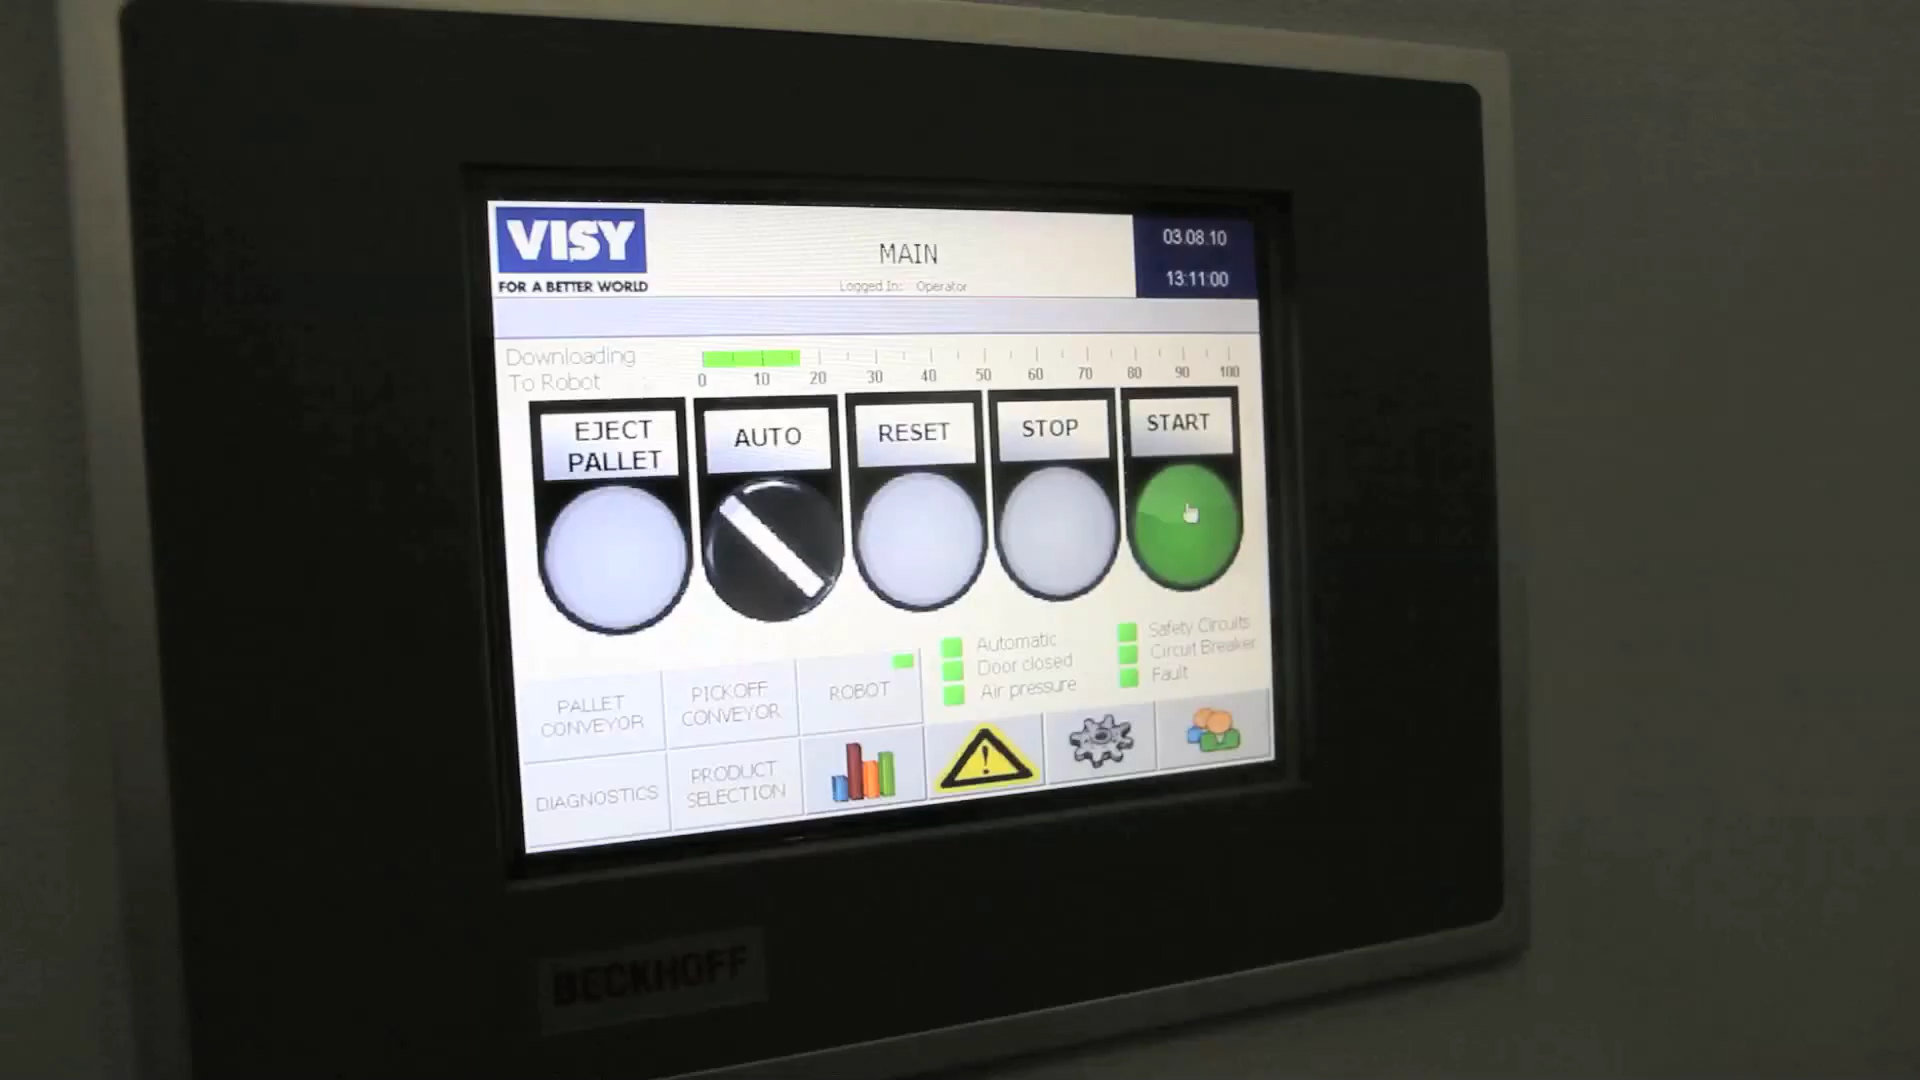 VISY
FOR A BETTER WORLD
MAIN
Logged In: Operator
03.08.10
13:11:00
Downloading
To Robot
0 10 20 30 40 50 60 70 80 90 100
EJECT
PALLET
AUTO
RESET
STOP
START
Automatic
Door closed
Air pressure
Safety Circuits
Circuit Breaker
Fault
PALLET
CONVEYOR
PICKOFF
CONVEYOR
ROBOT
DIAGNOSTICS
PRODUCT
SELECTION
BECKHOFF